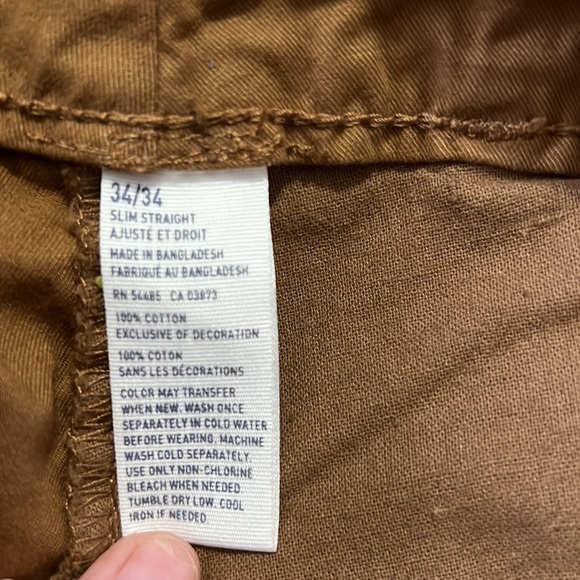 34/34
SLIM STRAIGHT
AJUSTÉ ET DROIT
MADE IN BANGLADESH
FABRIQUÉ AU BANGLADESH
RN 54485 CA 03873
100% COTTON
EXCLUSIVE OF DECORATION
100% COTON
SANS LES DÉCORATIONS
COLOR MAY TRANSFER
WHEN NEW. WASH ONCE
SEPARATELY IN COLD WATER
BEFORE WEARING. MACHINE
WASH COLD SEPARATELY.
USE ONLY NON-CHLORINE
BLEACH WHEN NEEDED.
TUMBLE DRY LOW. COOL
IRON IF NEEDED.